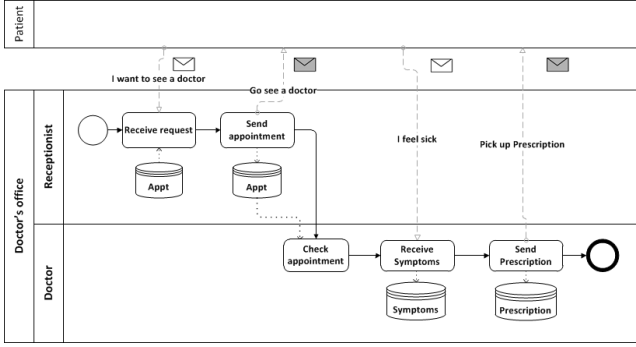 Patient
I want to see a doctor
Go see a doctor
I feel sick
Pick up Prescription
Doctor's office
Receptionist
Receive request
Send
appointment
Appt
Appt
Doctor
Check
appointment
Receive
Symptoms
Send
Prescription
Symptoms
Prescription